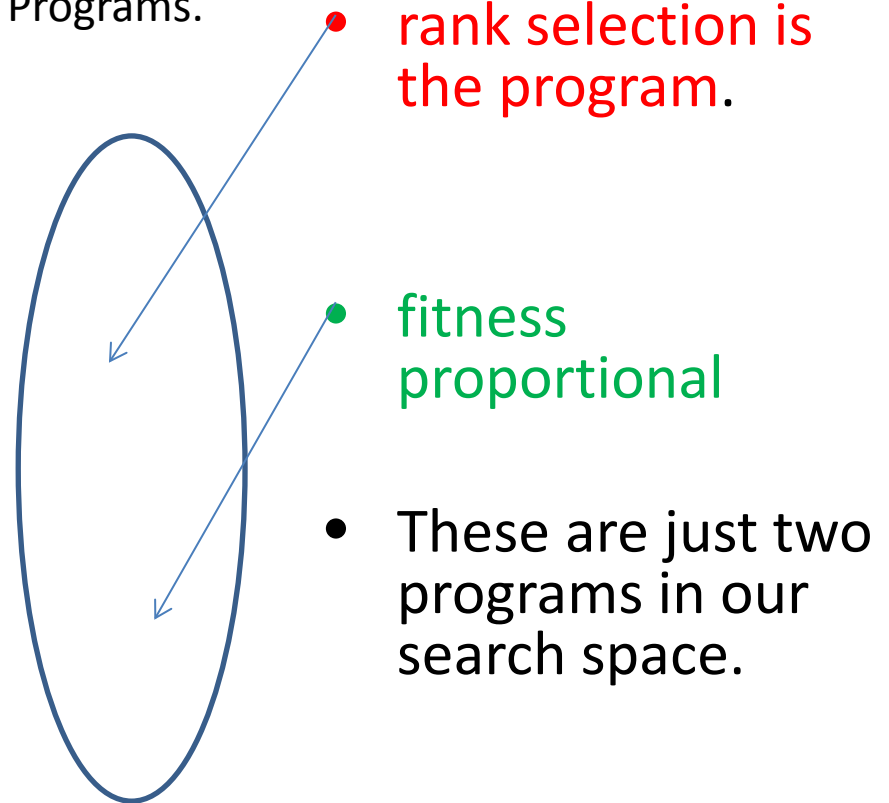 Programs.
• rank selection is
the program.
• fitness
proportional
• These are just two
programs in our
search space.